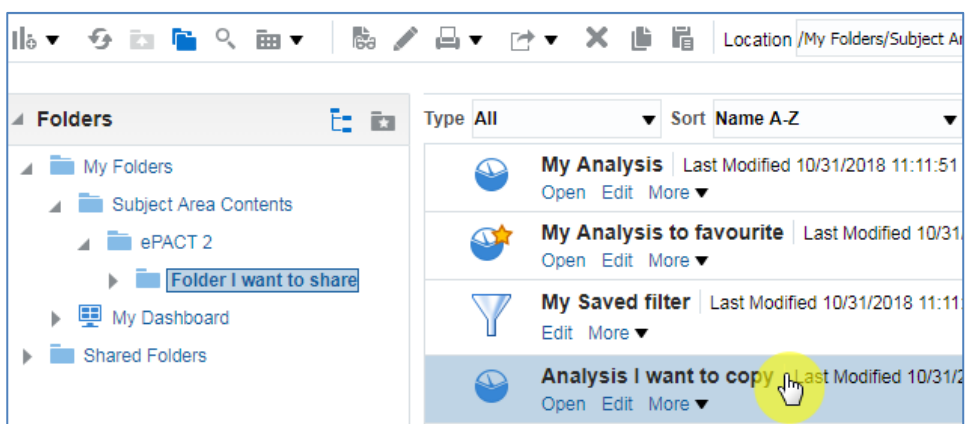 Location /My Folders/Subject Ar
Folders
My Folders
Subject Area Contents
ePACT 2
Folder I want to share
My Dashboard
Shared Folders
Type All Sort Name A-Z
My Analysis Last Modified 10/31/2018 11:11:51
Open Edit More
My Analysis to favourite Last Modified 10/31/
Open Edit More
My Saved filter Last Modified 10/31/2018 11:11:
Edit More
Analysis I want to copy Last Modified 10/31/2
Open Edit More